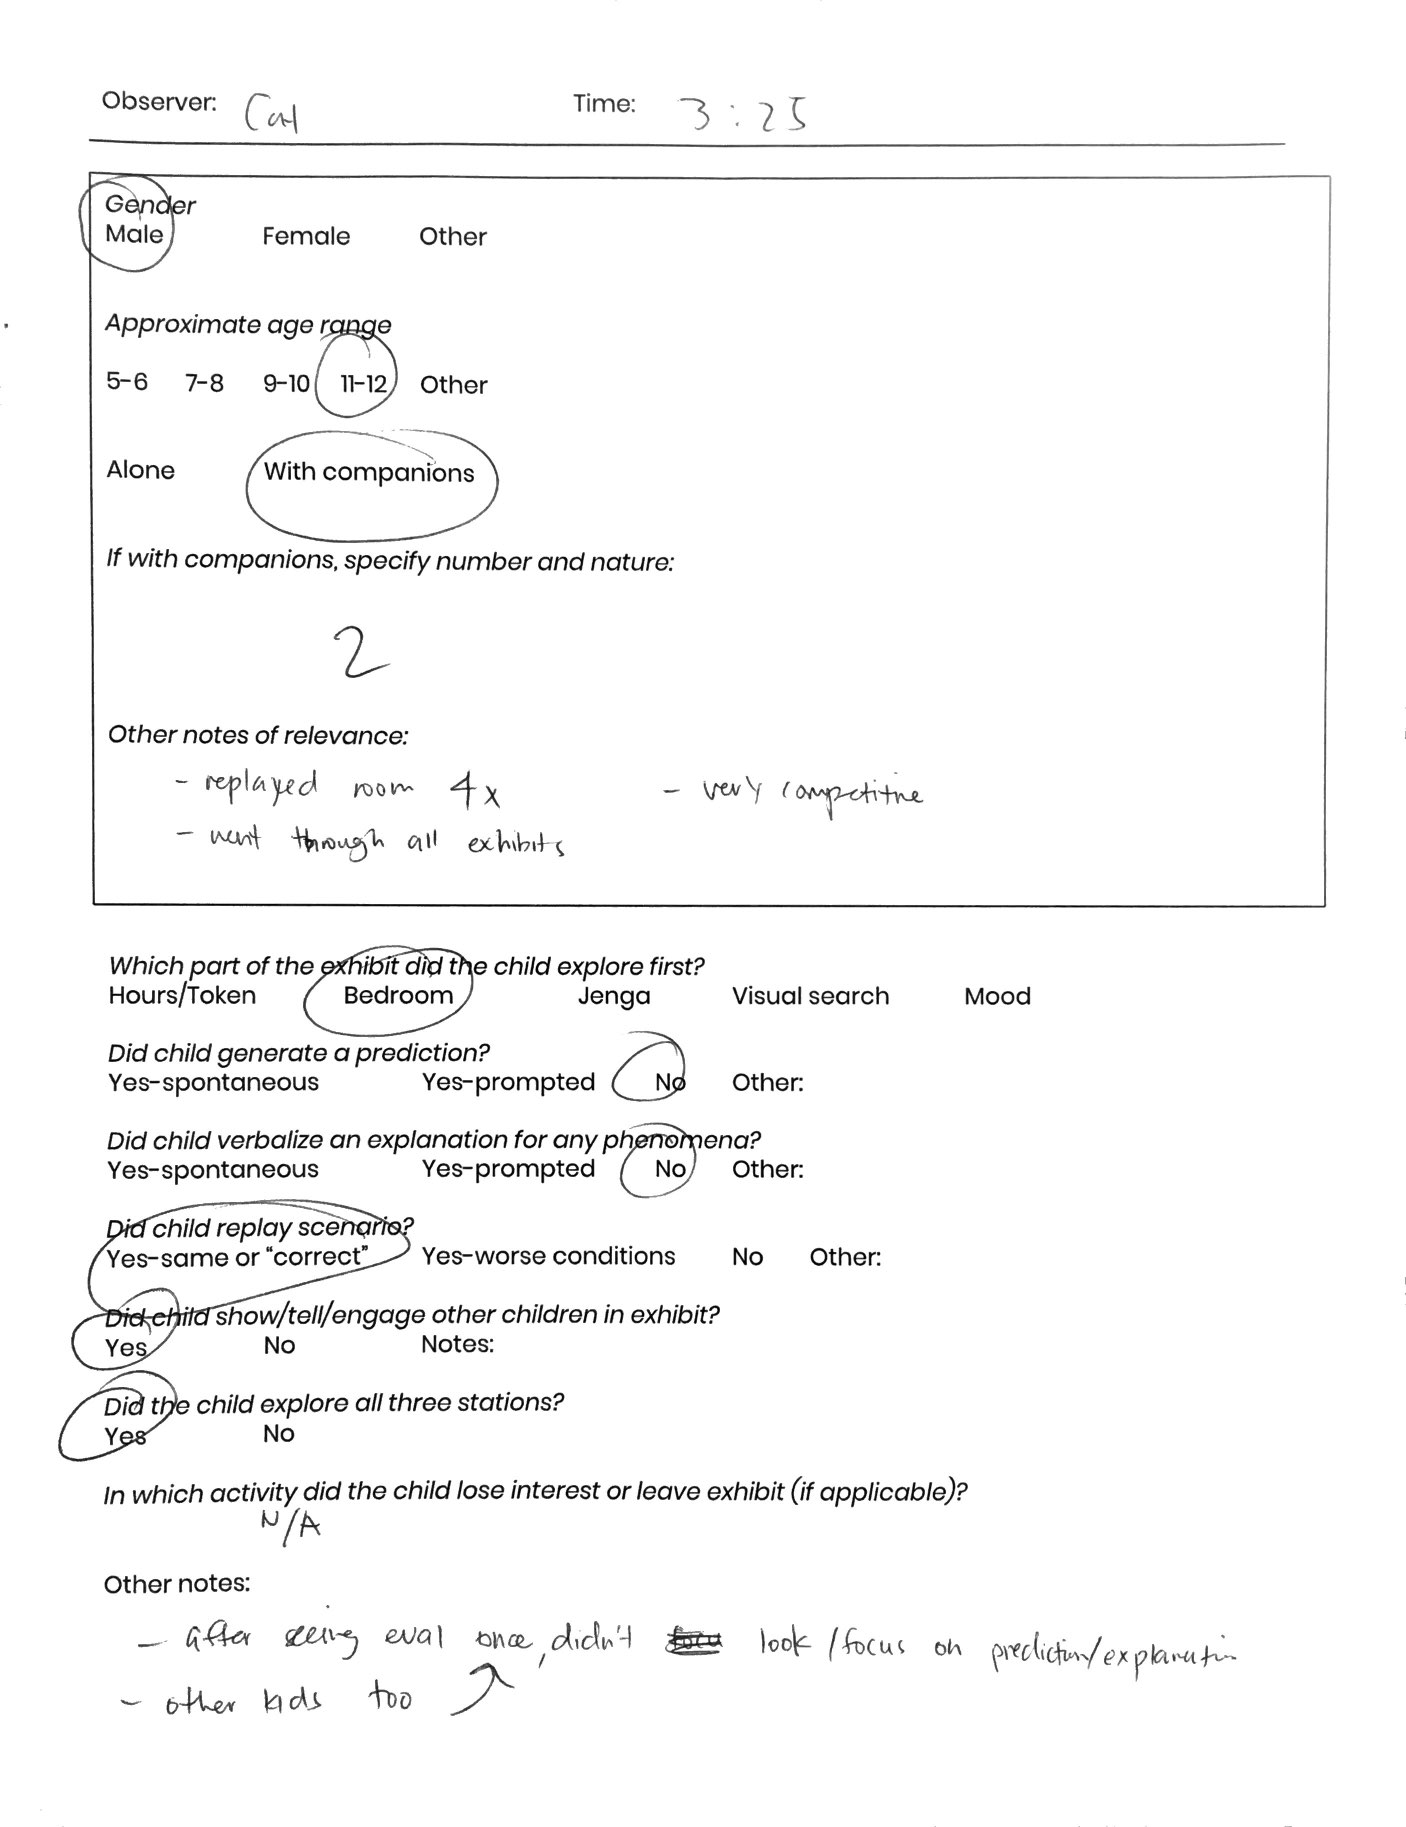 Observer: Cal Time: 3:25
Gender
Male Female Other
Approximate age range
5-6 7-8 9-10 11-12 Other
Alone With companions
If with companions, specify number and nature:
2
Other notes of relevance:
- replayed room 4x - very competitive
- went through all exhibits
Which part of the exhibit did the child explore first?
Hours/Token Bedroom Jenga Visual search Mood
Did child generate a prediction?
Yes-spontaneous Yes-prompted No Other:
Did child verbalize an explanation for any phenomena?
Yes-spontaneous Yes-prompted No Other:
Did child replay scenario?
Yes-same or "correct" Yes-worse conditions No Other:
Did child show/tell/engage other children in exhibit?
Yes No Notes:
Did the child explore all three stations?
Yes No
In which activity did the child lose interest or leave exhibit (if applicable)?
N/A
Other notes:
- after seeing eval once, didn't look/focus on prediction/explanation
- other kids too